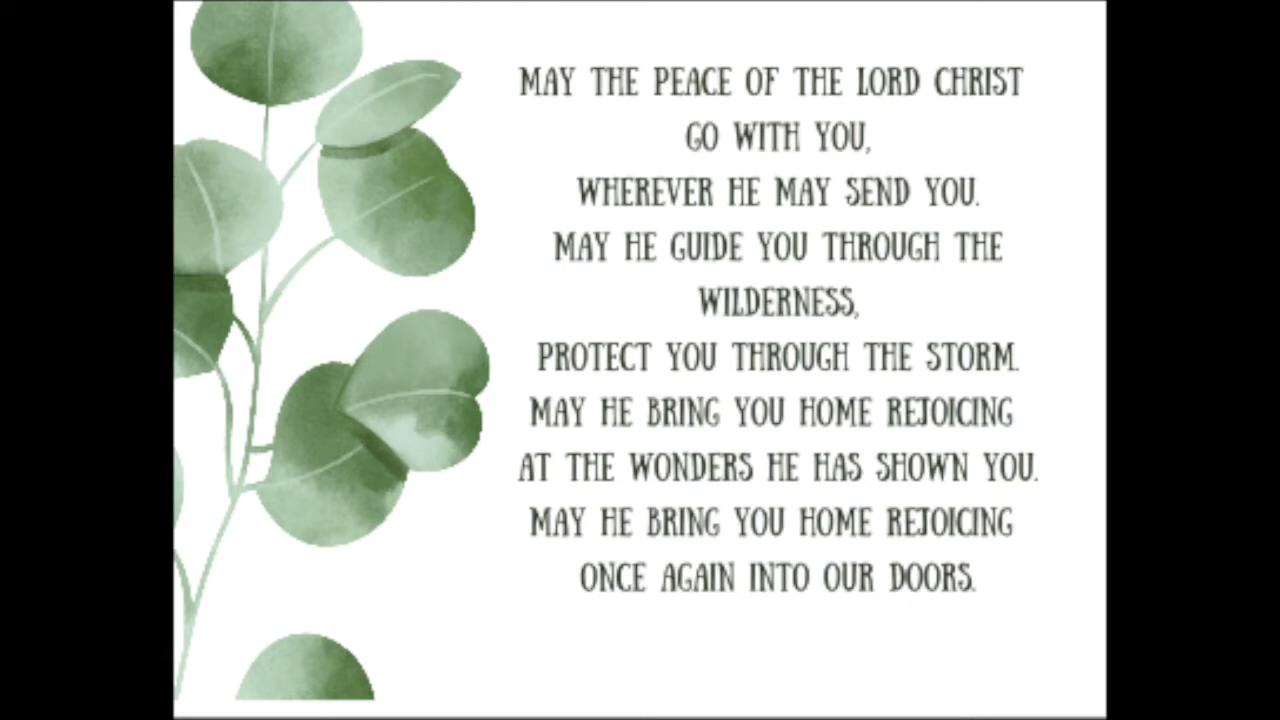 MAY THE PEACE OF THE LORD CHRIST
GO WITH YOU,
WHEREVER HE MAY SEND YOU.
MAY HE GUIDE YOU THROUGH THE
WILDERNESS,
PROTECT YOU THROUGH THE STORM.
MAY HE BRING YOU HOME REJOICING
AT THE WONDERS HE HAS SHOWN YOU.
MAY HE BRING YOU HOME REJOICING
ONCE AGAIN INTO OUR DOORS.